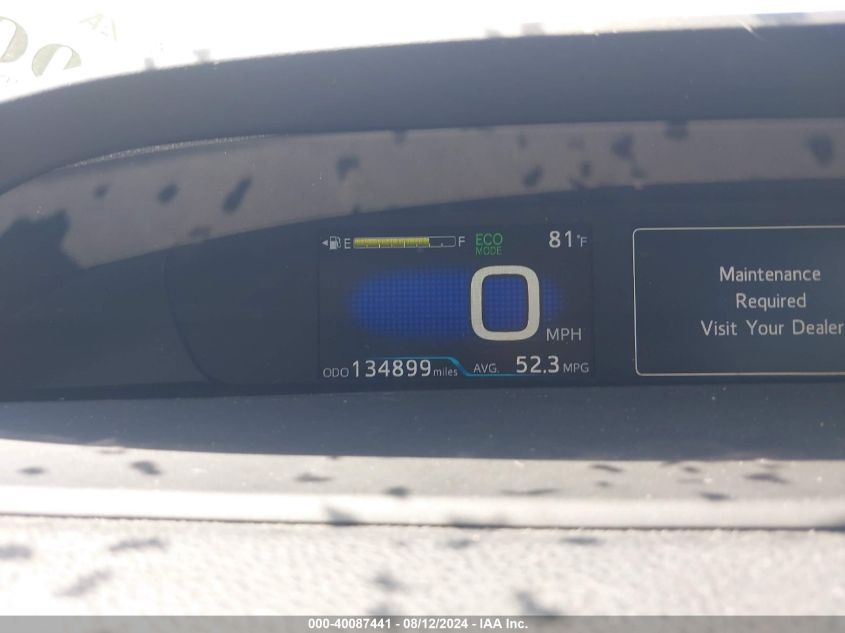 E F ECO MODE 81°F
0 MPH
ODO 134899 miles AVG. 52.3 MPG
Maintenance
Required
Visit Your Dealer
000-40087441 - 08/12/2024 - IAA Inc.